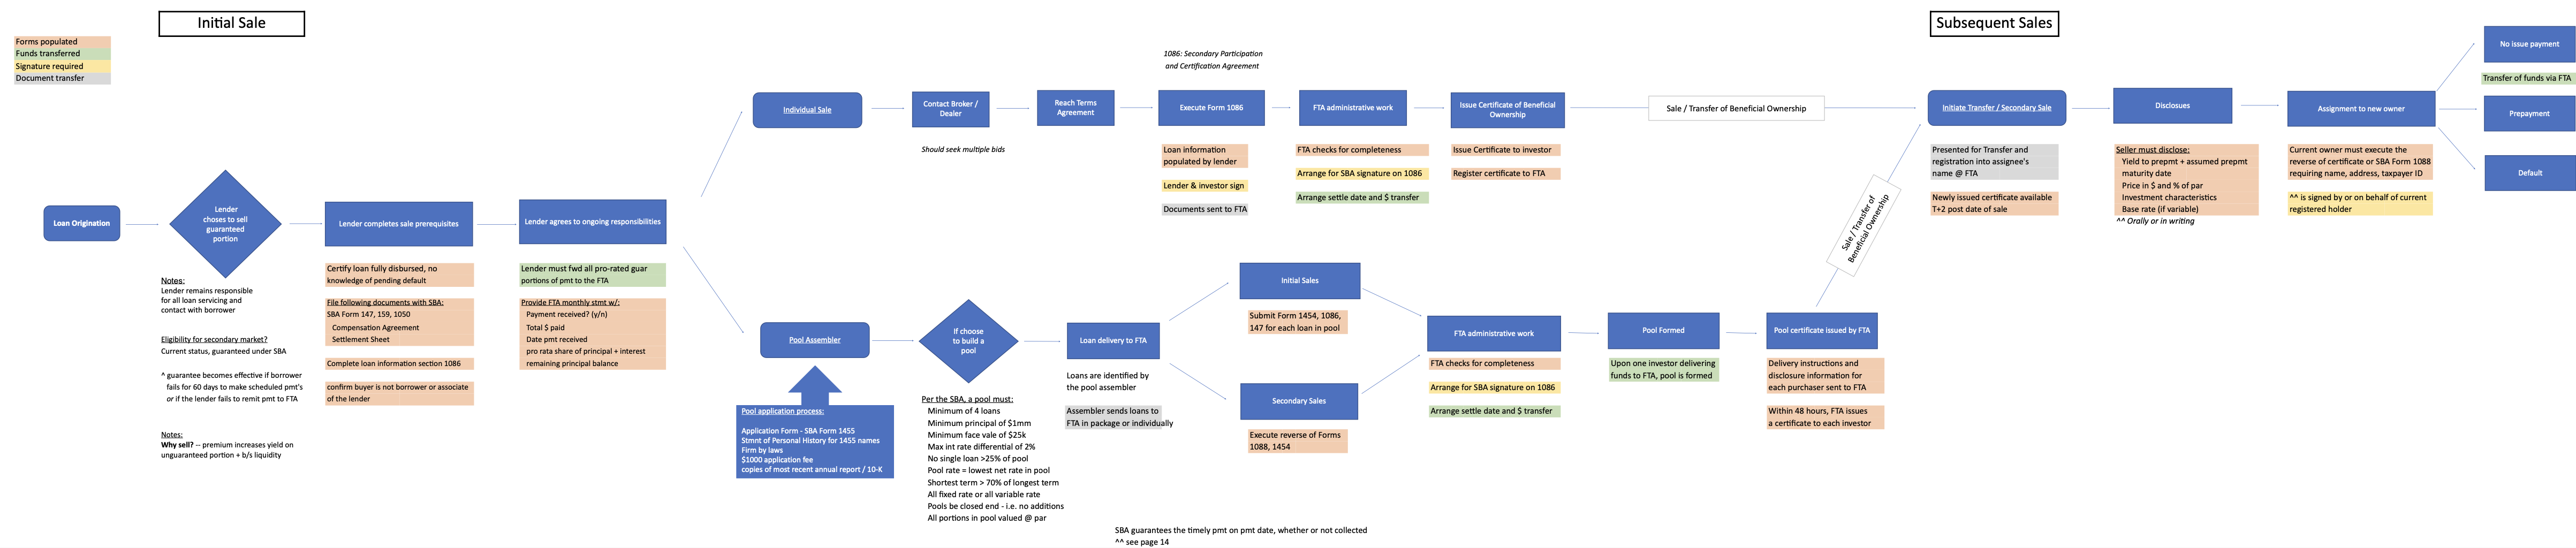 Initial Sale
Subsequent Sales
Forms populated
Funds transferred
Signature required
Document transfer
Loan Origination
Lender
choses to sell
guaranteed
portion
Notes:
Lender remains responsible
for all loan servicing and
contact with borrower
Eligibility for secondary market?
Current status, guaranteed under SBA
^ guarantee becomes effective if borrower
fails for 60 days to make scheduled pmt's
or if the lender fails to remit pmt to FTA
Notes:
Why sell? -- premium increases yield on
unguaranteed portion + b/s liquidity
Lender completes sale prerequisites
Certify loan fully disbursed, no
knowledge of pending default
File following documents with SBA:
SBA Form 147, 159, 1050
Compensation Agreement
Settlement Sheet
Complete loan information section 1086
confirm buyer is not borrower or associate
of the lender
Lender agrees to ongoing responsibilities
Lender must fwd all pro-rated guar
portions of pmt to the FTA
Provide FTA monthly stmt w/:
Payment received? (y/n)
Total $ paid
Date pmt received
pro rata share of principal + interest
remaining principal balance
Individual Sale
Contact Broker /
Dealer
Should seek multiple bids
Reach Terms
Agreement
1086: Secondary Participation
and Certification Agreement
Execute Form 1086
Loan information
populated by lender
Lender & investor sign
Documents sent to FTA
FTA administrative work
FTA checks for completeness
Arrange for SBA signature on 1086
Arrange settle date and $ transfer
Issue Certificate of Beneficial
Ownership
Issue Certificate to investor
Register certificate to FTA
Sale / Transfer of Beneficial Ownership
Pool Assembler
Pool application process:
Application Form - SBA Form 1455
Stmnt of Personal History for 1455 names
Firm by laws
$1000 application fee
copies of most recent annual report / 10-K
If choose
to build a
pool
Per the SBA, a pool must:
Minimum of 4 loans
Minimum principal of $1mm
Minimum face vale of $25k
Max int rate differential of 2%
No single loan >25% of pool
Pool rate = lowest net rate in pool
Shortest term > 70% of longest term
All fixed rate or all variable rate
Pools be closed end - i.e. no additions
All portions in pool valued @ par
Loan delivery to FTA
Loans are identified by
the pool assembler
Assembler sends loans to
FTA in package or individually
Initial Sales
Submit Form 1454, 1086,
147 for each loan in pool
Secondary Sales
Execute reverse of Forms
1088, 1454
FTA administrative work
FTA checks for completeness
Arrange for SBA signature on 1086
Arrange settle date and $ transfer
Pool Formed
Upon one investor delivering
funds to FTA, pool is formed
Pool certificate issued by FTA
Delivery instructions and
disclosure information for
each purchaser sent to FTA
Within 48 hours, FTA issues
a certificate to each investor
Sale / Transfer of
Beneficial Ownership
SBA guarantees the timely pmt on pmt date, whether or not collected
^^ see page 14
Initiate Transfer / Secondary Sale
Presented for Transfer and
registration into assignee's
name @ FTA
Newly issued certificate available
T+2 post date of sale
Disclosues
Seller must disclose:
Yield to prepmt + assumed prepmt
maturity date
Price in $ and % of par
Investment characteristics
Base rate (if variable)
^^ Orally or in writing
Assignment to new owner
Current owner must execute the
reverse of certificate or SBA Form 1088
requiring name, address, taxpayer ID
^^ is signed by or on behalf of current
registered holder
No issue payment
Transfer of funds via FTA
Prepayment
Default